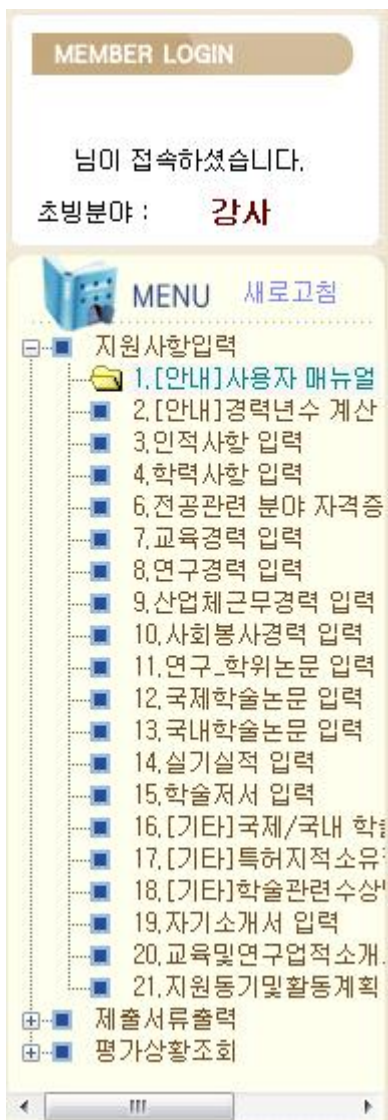 MEMBER LOGIN
님이 접속하셨습니다.
초빙분야 : 강사
MENU 새로고침
지원사항입력
1.[안내]사용자 매뉴얼
2.[안내]경력년수 계산
3.인적사항 입력
4.학력사항 입력
6.전공관련 분야 자격증
7.교육경력 입력
8.연구경력 입력
9.산업체근무경력 입력
10.사회봉사경력 입력
11.연구_학위논문 입력
12.국제학술논문 입력
13.국내학술논문 입력
14.실기실적 입력
15.학술저서 입력
16.[기타]국제/국내 학술
17.[기타]특허지적소유
18.[기타]학술관련수상
19.자기소개서 입력
20.교육및연구업적소개.
21.지원동기및활동계획
제출서류출력
평가상황조회